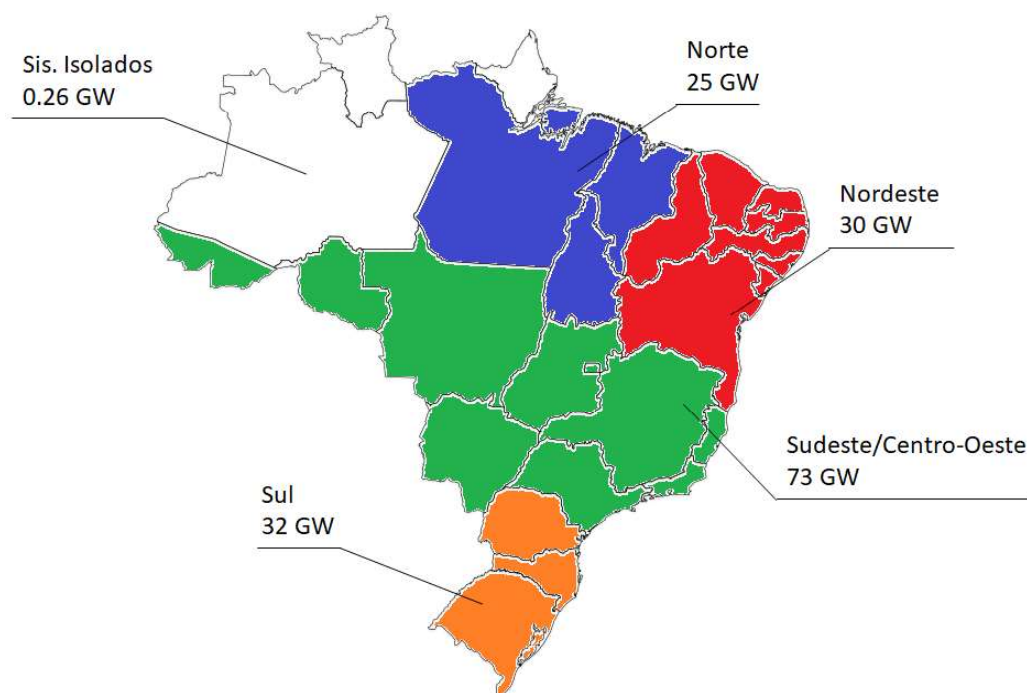 Sis. Isolados
0.26 GW
Norte
25 GW
Nordeste
30 GW
Sudeste/Centro-Oeste
73 GW
Sul
32 GW